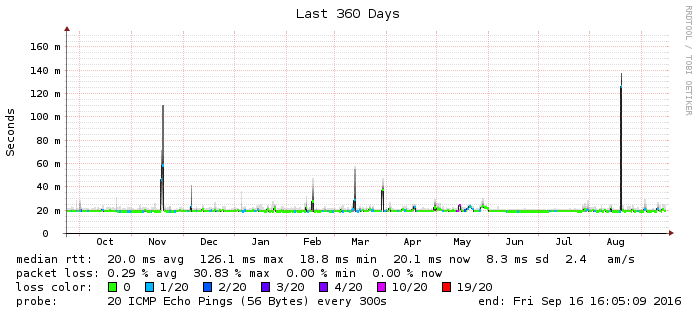 Last 360 Days
RRDTOOL / TOBI OETIKER
Seconds
160 m
140 m
120 m
100 m
80 m
60 m
40 m
20 m
0
Oct Nov Dec Jan Feb Mar Apr May Jun Jul Aug
median rtt: 20.0 ms avg 126.1 ms max 18.8 ms min 20.1 ms now 8.3 ms sd 2.4 am/s
packet loss: 0.29 % avg 30.83 % max 0.00 % min 0.00 % now
loss color: 0 1/20 2/20 3/20 4/20 10/20 19/20
probe: 20 ICMP Echo Pings (56 Bytes) every 300s end: Fri Sep 16 16:05:09 2016